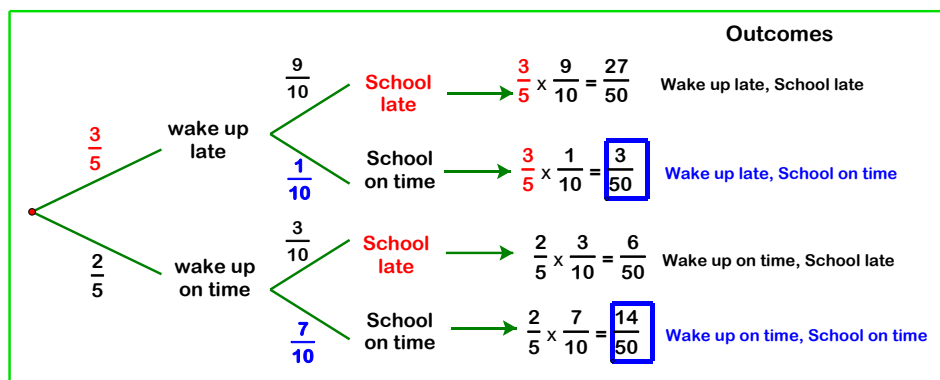 Outcomes
9/10
School late
3/5 x 9/10 = 27/50
Wake up late, School late
3/5
wake up late
1/10
School on time
3/5 x 1/10 = 3/50
Wake up late, School on time
2/5
wake up on time
3/10
School late
2/5 x 3/10 = 6/50
Wake up on time, School late
7/10
School on time
2/5 x 7/10 = 14/50
Wake up on time, School on time